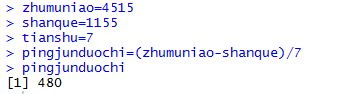 > zhumuniao=4515
> shanque=1155
> tianshu=7
> pingjunduochi=(zhumuniao-shanque)/7
> pingjunduochi
[1] 480